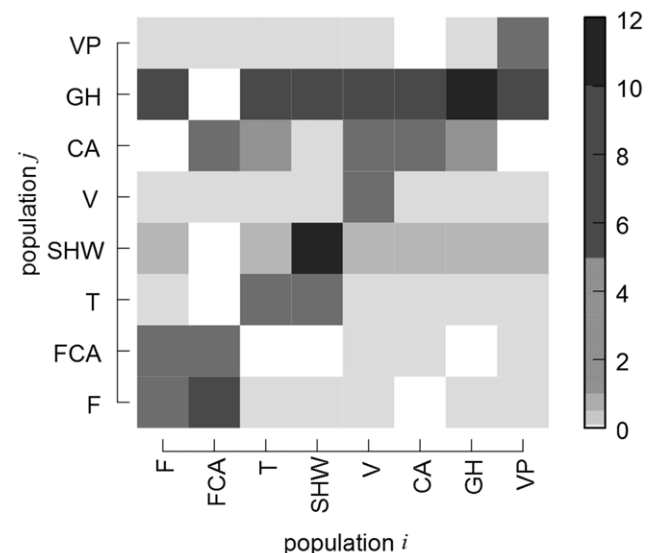 VP
GH
CA
V
SHW
T
FCA
F
population j
F
FCA
T
SHW
V
CA
GH
VP
population i
12
10
8
6
4
2
0